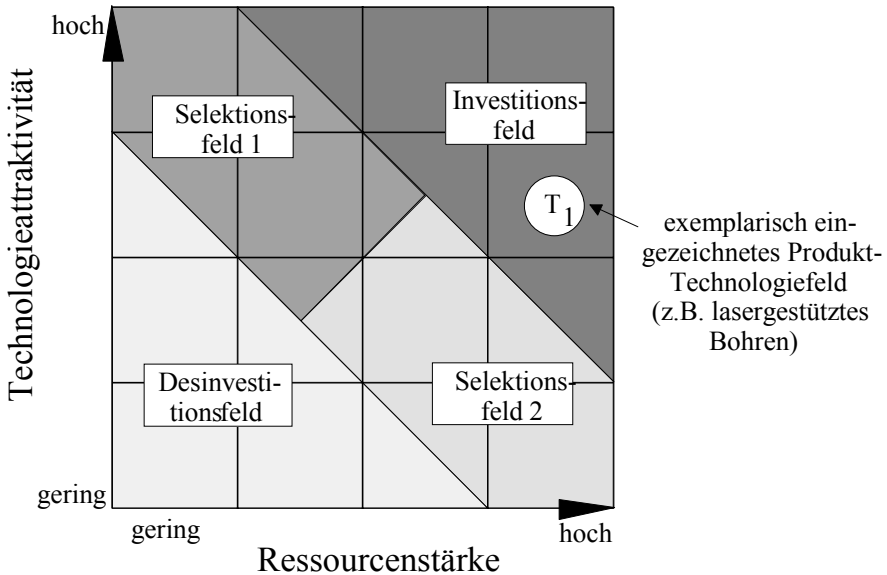 hoch
Technologieattraktivität
Selektions-
feld 1
Investitions-
feld
T1
exemplarisch ein-
gezeichnetes Produkt-
Technologiefeld
(z.B. lasergestütztes
Bohren)
Desinvesti-
tionsfeld
Selektions-
feld 2
gering
gering
hoch
Ressourcenstärke